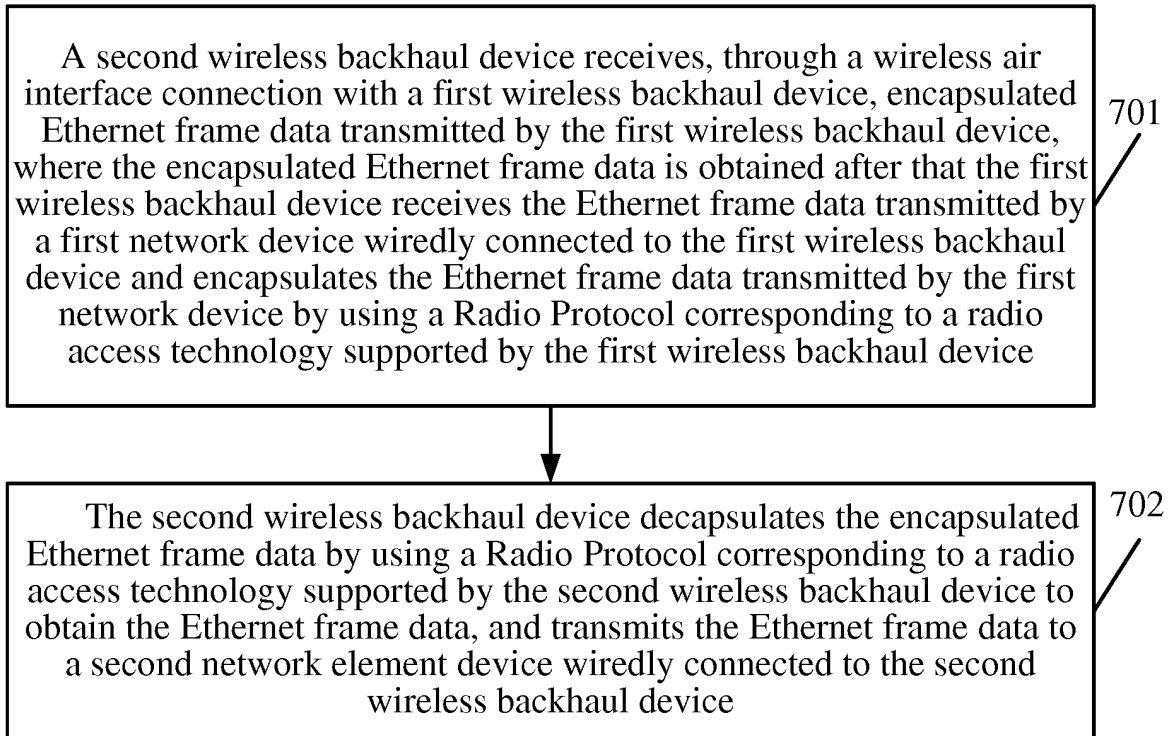 A second wireless backhaul device receives, through a wireless air
interface connection with a first wireless backhaul device, encapsulated
Ethernet frame data transmitted by the first wireless backhaul device,
where the encapsulated Ethernet frame data is obtained after that the first
wireless backhaul device receives the Ethernet frame data transmitted by
a first network device wiredly connected to the first wireless backhaul
device and encapsulates the Ethernet frame data transmitted by the first
network device by using a Radio Protocol corresponding to a radio
access technology supported by the first wireless backhaul device
701
The second wireless backhaul device decapsulates the encapsulated
Ethernet frame data by using a Radio Protocol corresponding to a radio
access technology supported by the second wireless backhaul device to
obtain the Ethernet frame data, and transmits the Ethernet frame data to
a second network element device wiredly connected to the second
wireless backhaul device
702